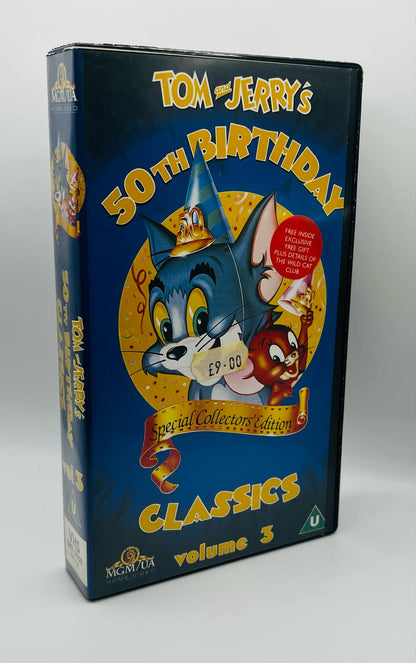 MGM/UA
HOME VIDEO
TOM and JERRY's
50TH BIRTHDAY
CLASSICS
vol 3
U
TOM and JERRY's
50TH BIRTHDAY
50
FREE INSIDE
EXCLUSIVE
FREE GIFT
PLUS DETAILS OF
THE WILD CAT
CLUB
£9·00
Special Collectors' Edition
CLASSICS
volume 3
U
MGM/UA
HOME VIDEO